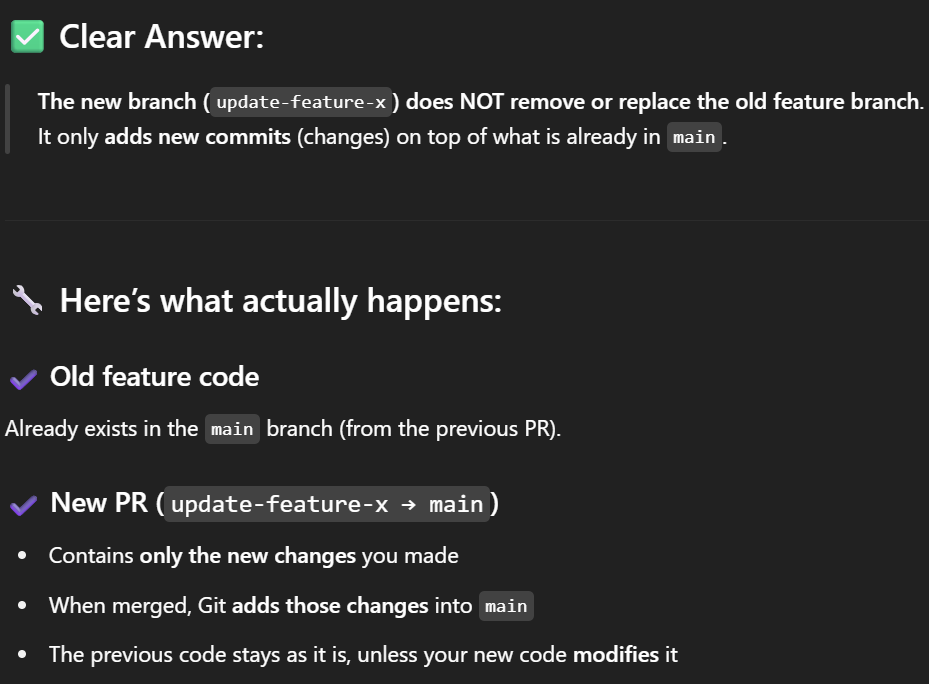 ✅ Clear Answer:
The new branch (update-feature-x) does NOT remove or replace the old feature branch.
It only adds new commits (changes) on top of what is already in main.
🔧 Here’s what actually happens:
✔ Old feature code
Already exists in the main branch (from the previous PR).
✔ New PR (update-feature-x → main)
• Contains only the new changes you made
• When merged, Git adds those changes into main
• The previous code stays as it is, unless your new code modifies it